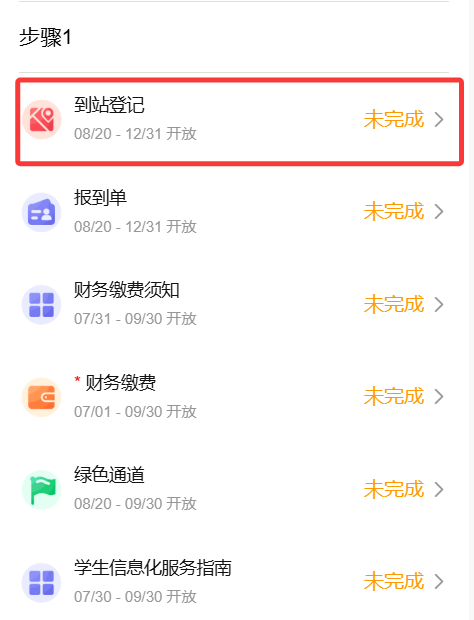 步骤1
到站登记
未完成
08/20 - 12/31 开放
报到单
未完成
08/20 - 12/31 开放
财务缴费须知
未完成
07/31 - 09/30 开放
* 财务缴费
未完成
07/01 - 09/30 开放
绿色通道
未完成
08/20 - 09/30 开放
学生信息化服务指南
未完成
07/30 - 09/30 开放